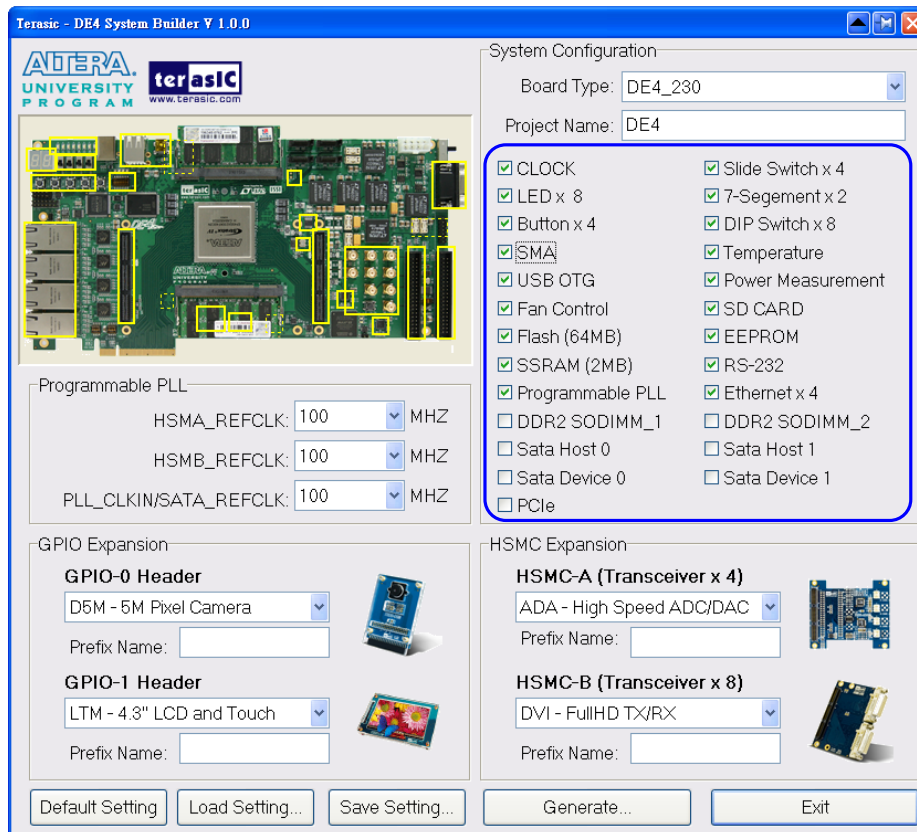 Terasic - DE4 System Builder V 1.0.0
ALTERA.
UNIVERSITY
PROGRAM
terasIC
www.terasic.com
System Configuration
Board Type: DE4_230
Project Name: DE4
CLOCK
Slide Switch x 4
LED x 8
7-Segement x 2
Button x 4
DIP Switch x 8
SMA
Temperature
USB OTG
Power Measurement
Fan Control
SD CARD
Flash (64MB)
EEPROM
SSRAM (2MB)
RS-232
Programmable PLL
Ethernet x 4
DDR2 SODIMM_1
DDR2 SODIMM_2
Sata Host 0
Sata Host 1
Sata Device 0
Sata Device 1
PCIe
Programmable PLL
HSMA_REFCLK: 100 MHZ
HSMB_REFCLK: 100 MHZ
PLL_CLKIN/SATA_REFCLK: 100 MHZ
GPIO Expansion
GPIO-0 Header
D5M - 5M Pixel Camera
Prefix Name:
GPIO-1 Header
LTM - 4.3" LCD and Touch
Prefix Name:
HSMC Expansion
HSMC-A (Transceiver x 4)
ADA - High Speed ADC/DAC
Prefix Name:
HSMC-B (Transceiver x 8)
DVI - FullHD TX/RX
Prefix Name:
Default Setting
Load Setting...
Save Setting...
Generate...
Exit